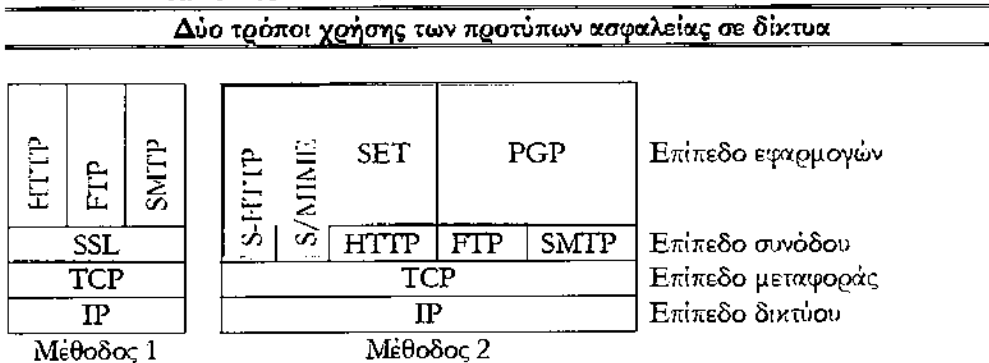 Δύο τρόποι χρήσης των προτύπων ασφαλείας σε δίκτυα
HTTP FTP SMTP S-HTTP S/MIME SET PGP Επίπεδο εφαρμογών
SSL HTTP FTP SMTP Επίπεδο συνόδου
TCP TCP Επίπεδο μεταφοράς
IP IP Επίπεδο δικτύου
Μέθοδος 1 Μέθοδος 2